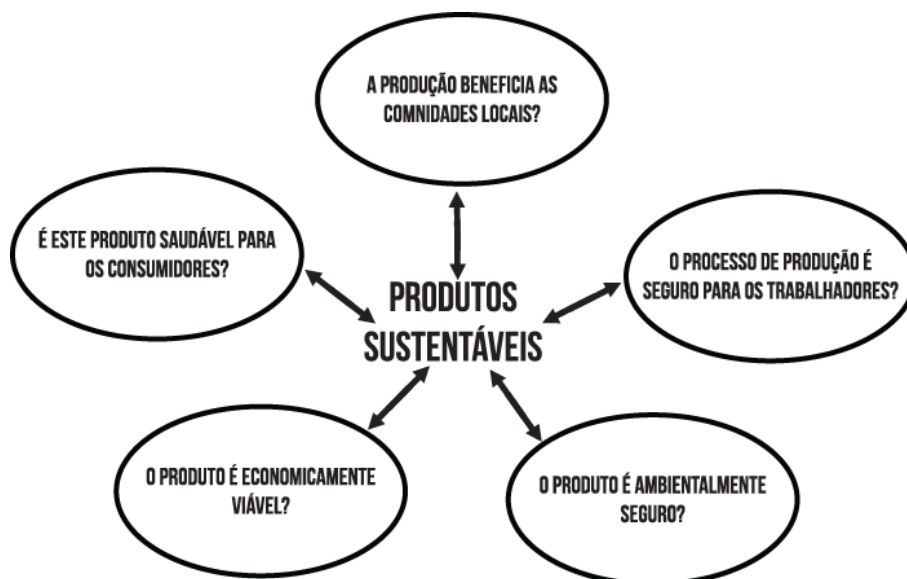 A PRODUÇÃO BENEFICIA AS
COMNIDADES LOCAIS?
É ESTE PRODUTO SAUDÁVEL PARA
OS CONSUMIDORES?
O PROCESSO DE PRODUÇÃO É
SEGURO PARA OS TRABALHADORES?
PRODUTOS
SUSTENTÁVEIS
O PRODUTO É ECONOMICAMENTE
VIÁVEL?
O PRODUTO É AMBIENTALMENTE
SEGURO?